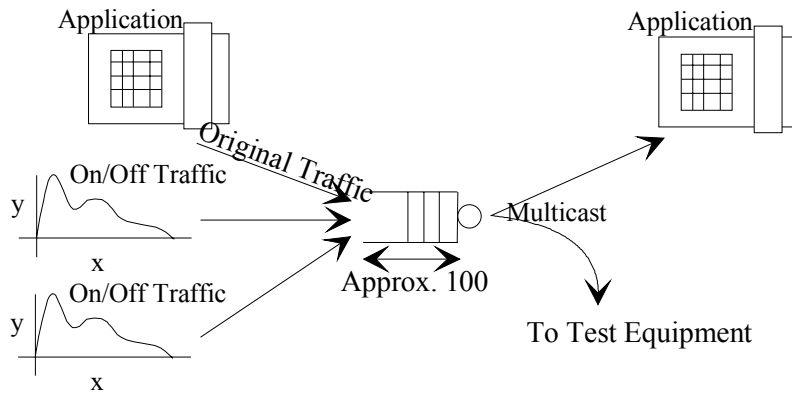 Application
Application
Original Traffic
On/Off Traffic
y
x
Multicast
Approx. 100
On/Off Traffic
y
x
To Test Equipment